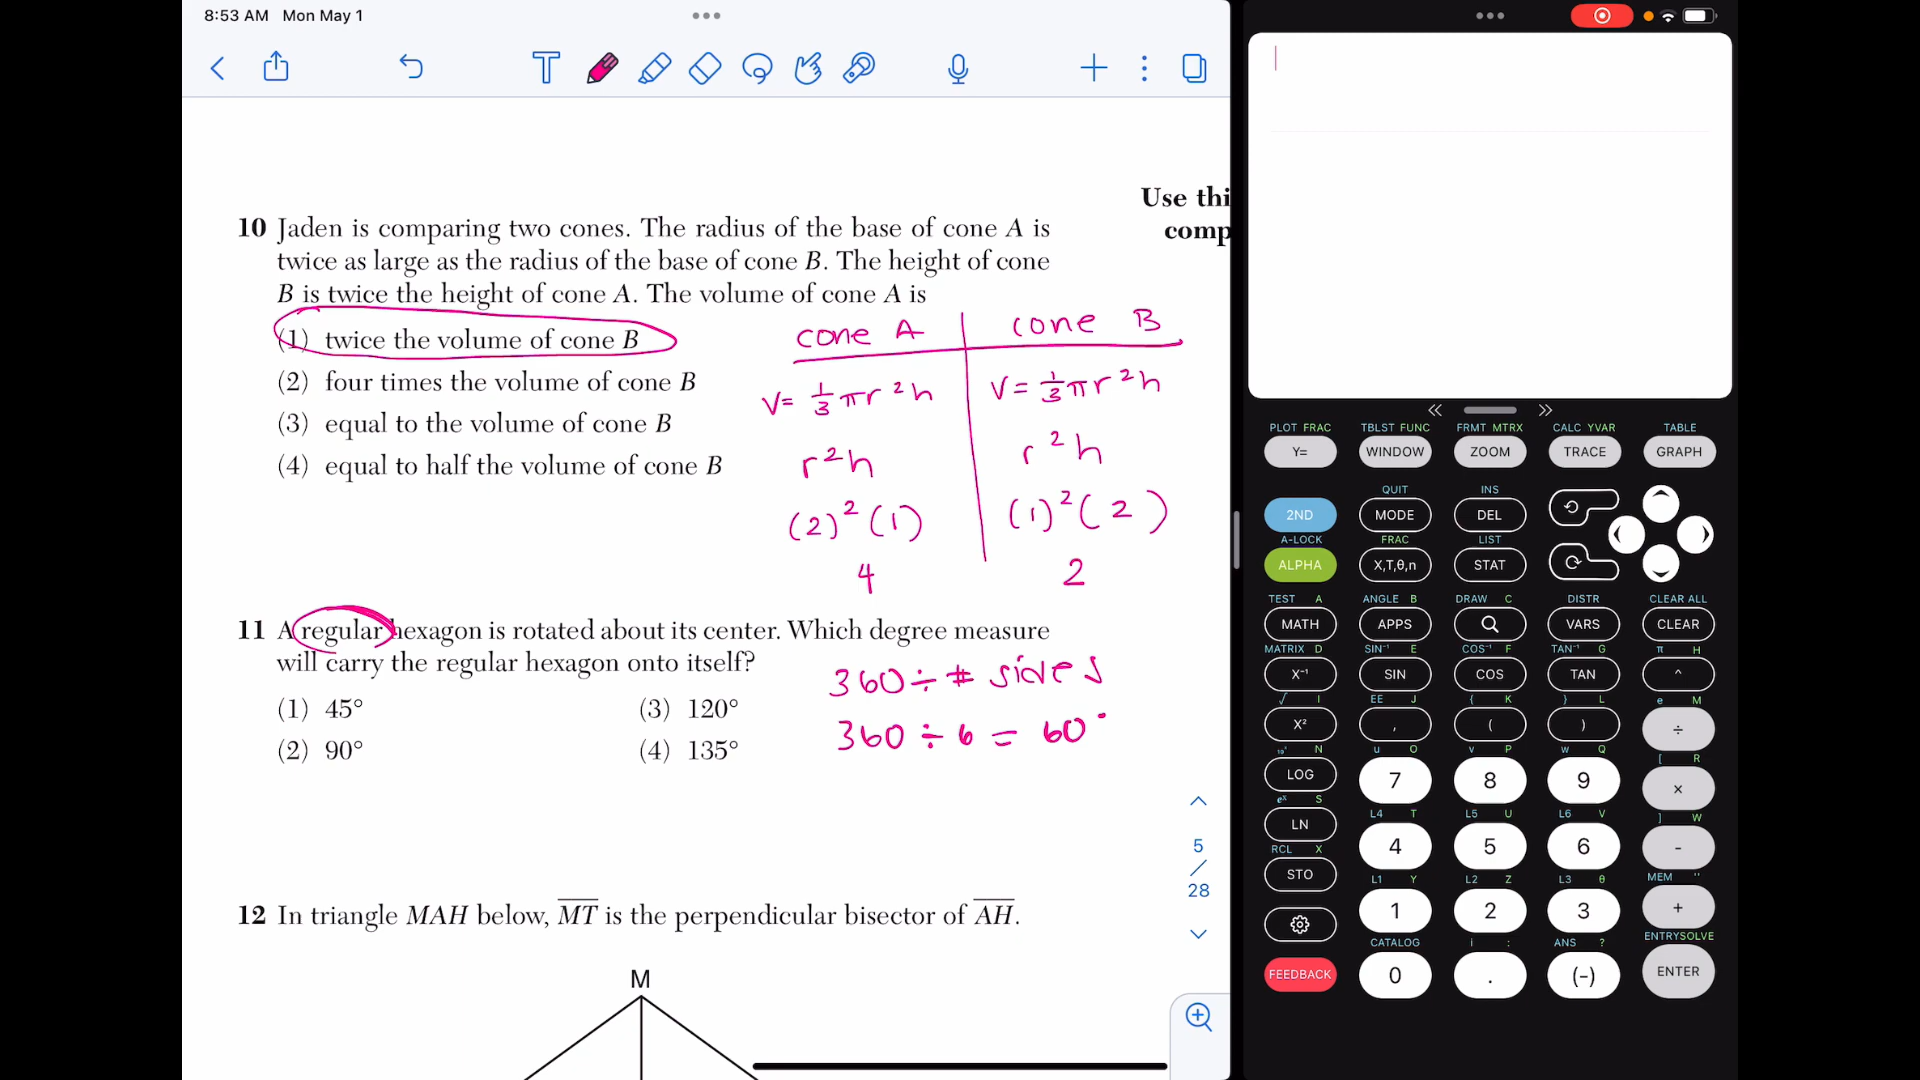 8:53 AM Mon May 1
Use thi
comp
10 Jaden is comparing two cones. The radius of the base of cone A is
twice as large as the radius of the base of cone B. The height of cone
B is twice the height of cone A. The volume of cone A is
(1) twice the volume of cone B
(2) four times the volume of cone B
(3) equal to the volume of cone B
(4) equal to half the volume of cone B
cone A cone B
V= 1/3 πr²h V= 1/3 πr²h
r²h r²h
(2)²(1) (1)²(2)
4 2
11 A regular hexagon is rotated about its center. Which degree measure
will carry the regular hexagon onto itself?
(1) 45° (3) 120°
(2) 90° (4) 135°
360 ÷ # sides
360 ÷ 6 = 60°
5
/
28
12 In triangle MAH below, M͞T͞ is the perpendicular bisector of A͞H͞.
M
PLOT FRAC TBLST FUNC FRMT MTRX CALC YVAR TABLE
Y= WINDOW ZOOM TRACE GRAPH
QUIT INS
2ND MODE DEL
A-LOCK FRAC LIST
ALPHA X,T,θ,n STAT
TEST A ANGLE B DRAW C DISTR CLEAR ALL
MATH APPS VARS CLEAR
MATRIX D SIN⁻¹ E COS⁻¹ F TAN⁻¹ G π H
X⁻¹ SIN COS TAN ^
√ I EE J { K } L e M
X² , ( ) ÷
N u O v P w Q [ R
LOG 7 8 9 ×
eˣ S L4 T L5 U L6 V ] W
LN 4 5 6 -
RCL X L1 Y L2 Z L3 θ MEM "
STO 1 2 3 +
CATALOG i : ANS ? ENTRY SOLVE
FEEDBACK 0 . (-) ENTER